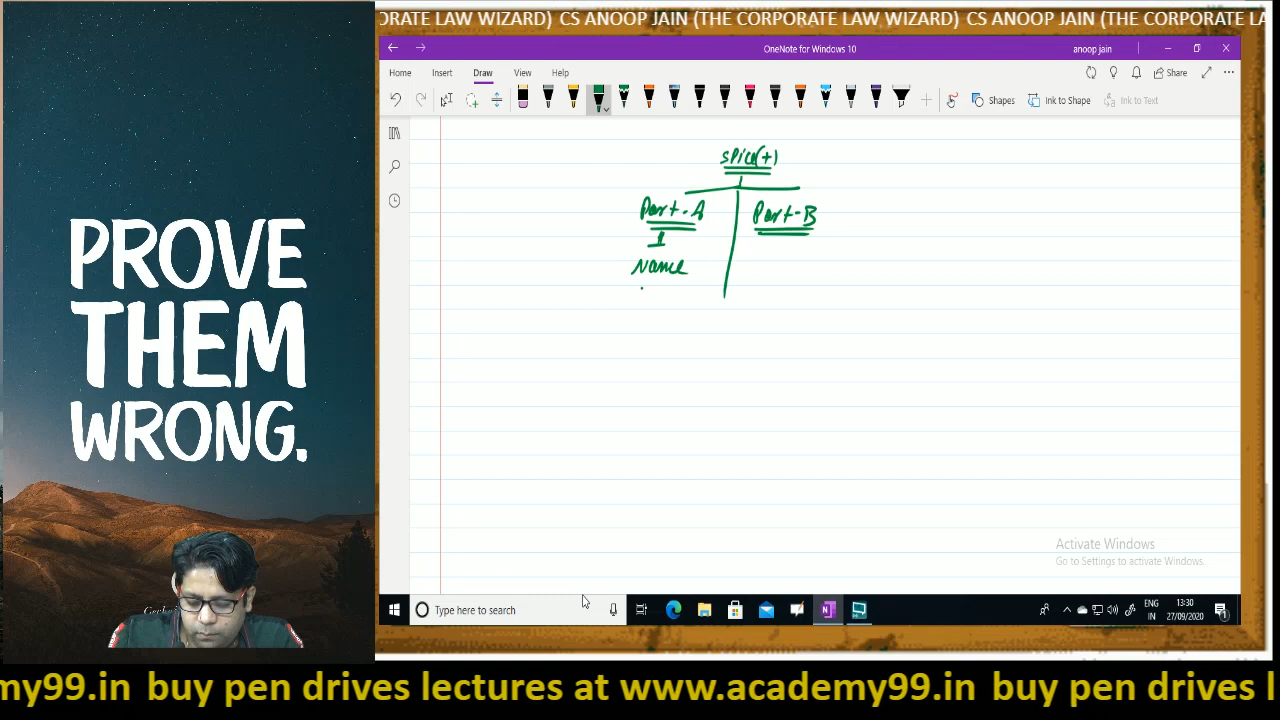 ORATE LAW WIZARD) CS ANOOP JAIN (THE CORPORATE LAW WIZARD) CS ANOOP JAIN (THE CORPORATE LA
OneNote for Windows 10
anoop jain
Home Insert Draw View Help
Share
Shapes Ink to Shape Ink to Text
spice(+)
Part-A Part-B
Name
PROVE
THEM
WRONG.
Activate Windows
Go to Settings to activate Windows.
Type here to search
ENG
IN
13:30
27/09/2020
my99.in buy pen drives lectures at www.academy99.in buy pen drives l